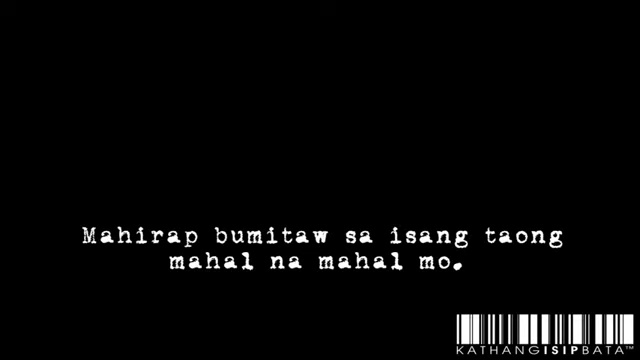 Mahirap bumitaw sa isang taong
mahal na mahal mo.
KATHANGISIPBATA™